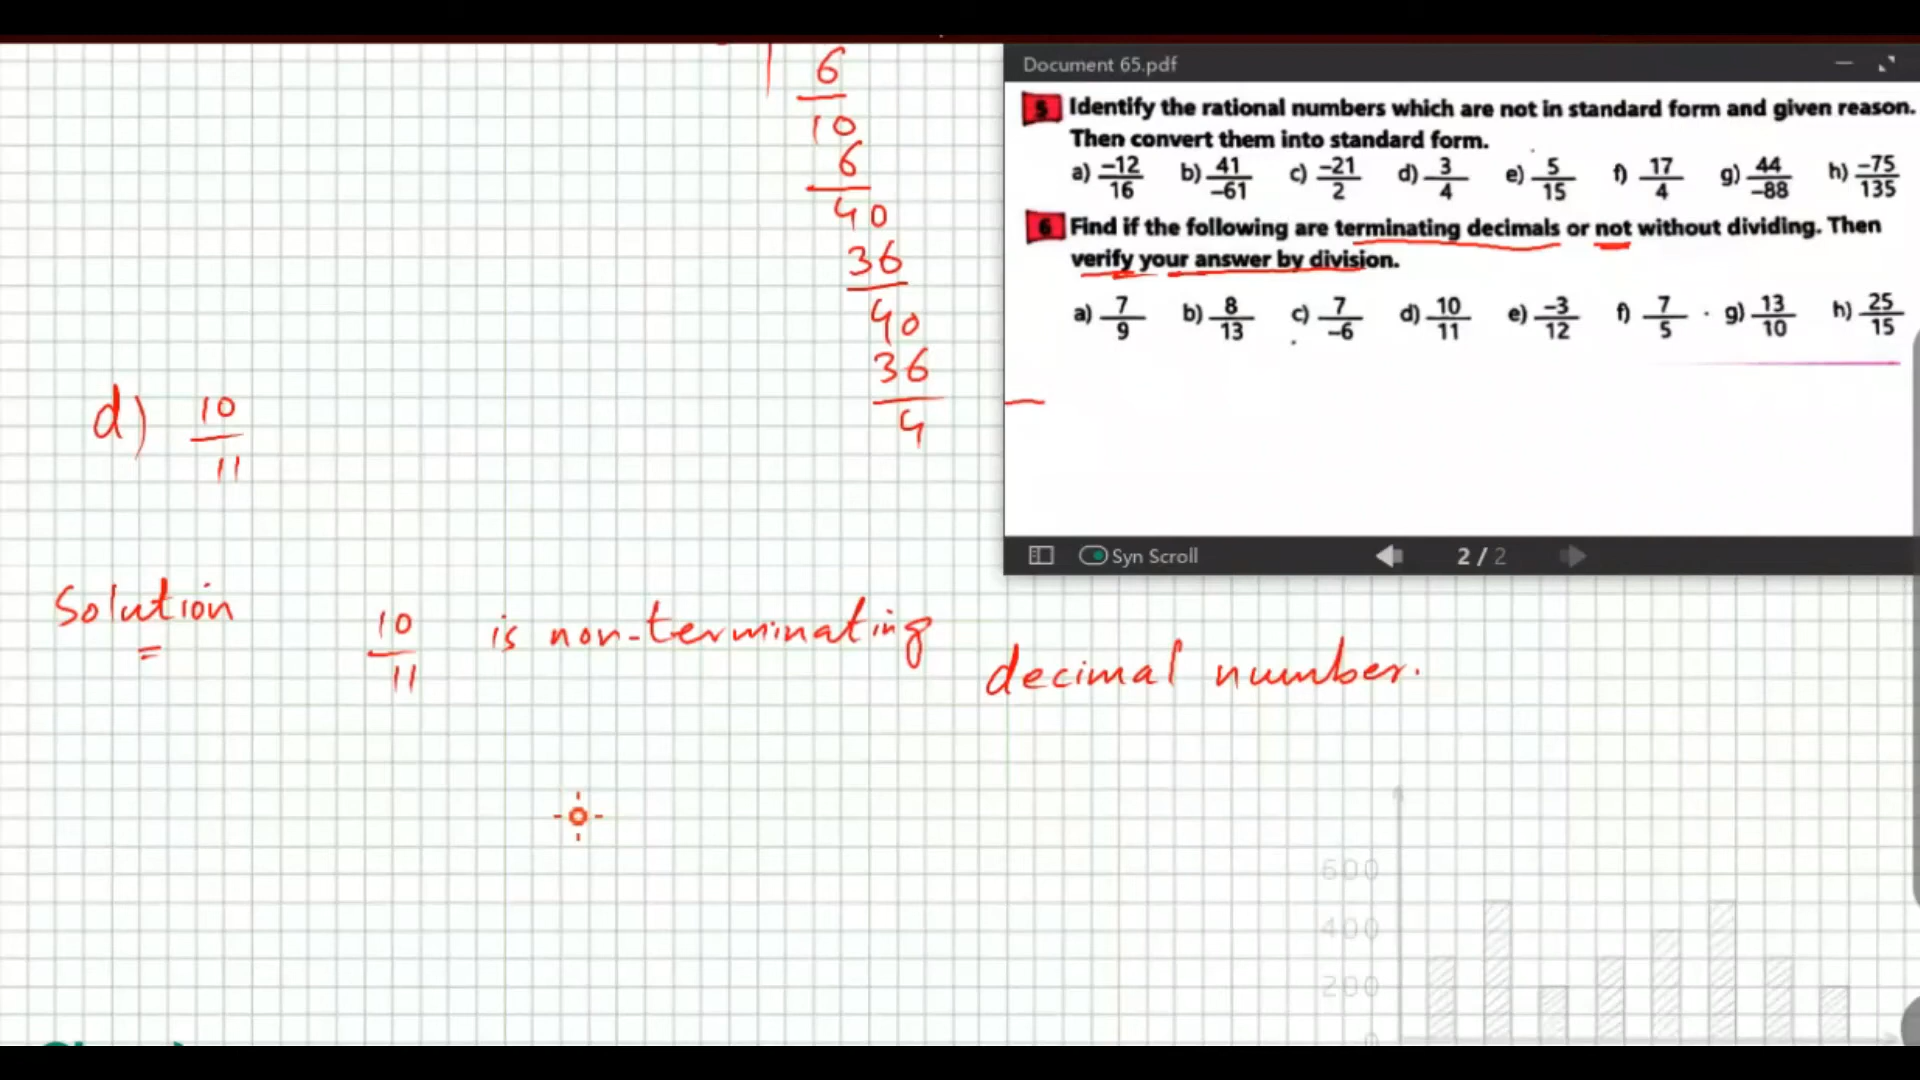 6
10
6
40
36
40
36
4
d) 10/11
Solution
10/11 is non-terminating decimal number.
Document 65.pdf
5 Identify the rational numbers which are not in standard form and given reason.
Then convert them into standard form.
a) -12/16 b) 41/-61 c) -21/2 d) 3/4 e) 5/15 f) 17/4 g) 44/-88 h) -75/135
6 Find if the following are terminating decimals or not without dividing. Then
verify your answer by division.
a) 7/9 b) 8/13 c) 7/-6 d) 10/11 e) -3/12 f) 7/5 g) 13/10 h) 25/15
Syn Scroll
2 / 2
600
400
200
0